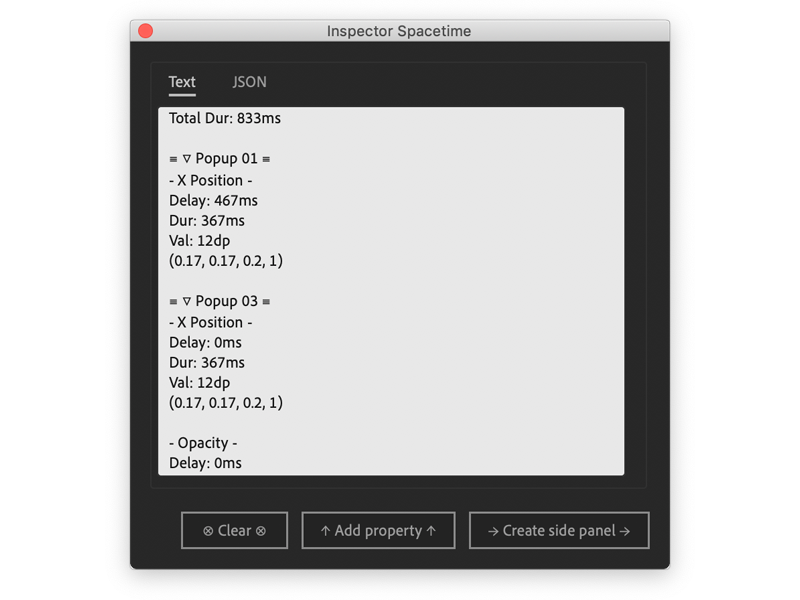 Inspector Spacetime
Text JSON
Total Dur: 833ms
= ▿ Popup 01 =
- X Position -
Delay: 467ms
Dur: 367ms
Val: 12dp
(0.17, 0.17, 0.2, 1)
= ▿ Popup 03 =
- X Position -
Delay: 0ms
Dur: 367ms
Val: 12dp
(0.17, 0.17, 0.2, 1)
- Opacity -
Delay: 0ms
⊗ Clear ⊗ ↑ Add property ↑ → Create side panel →